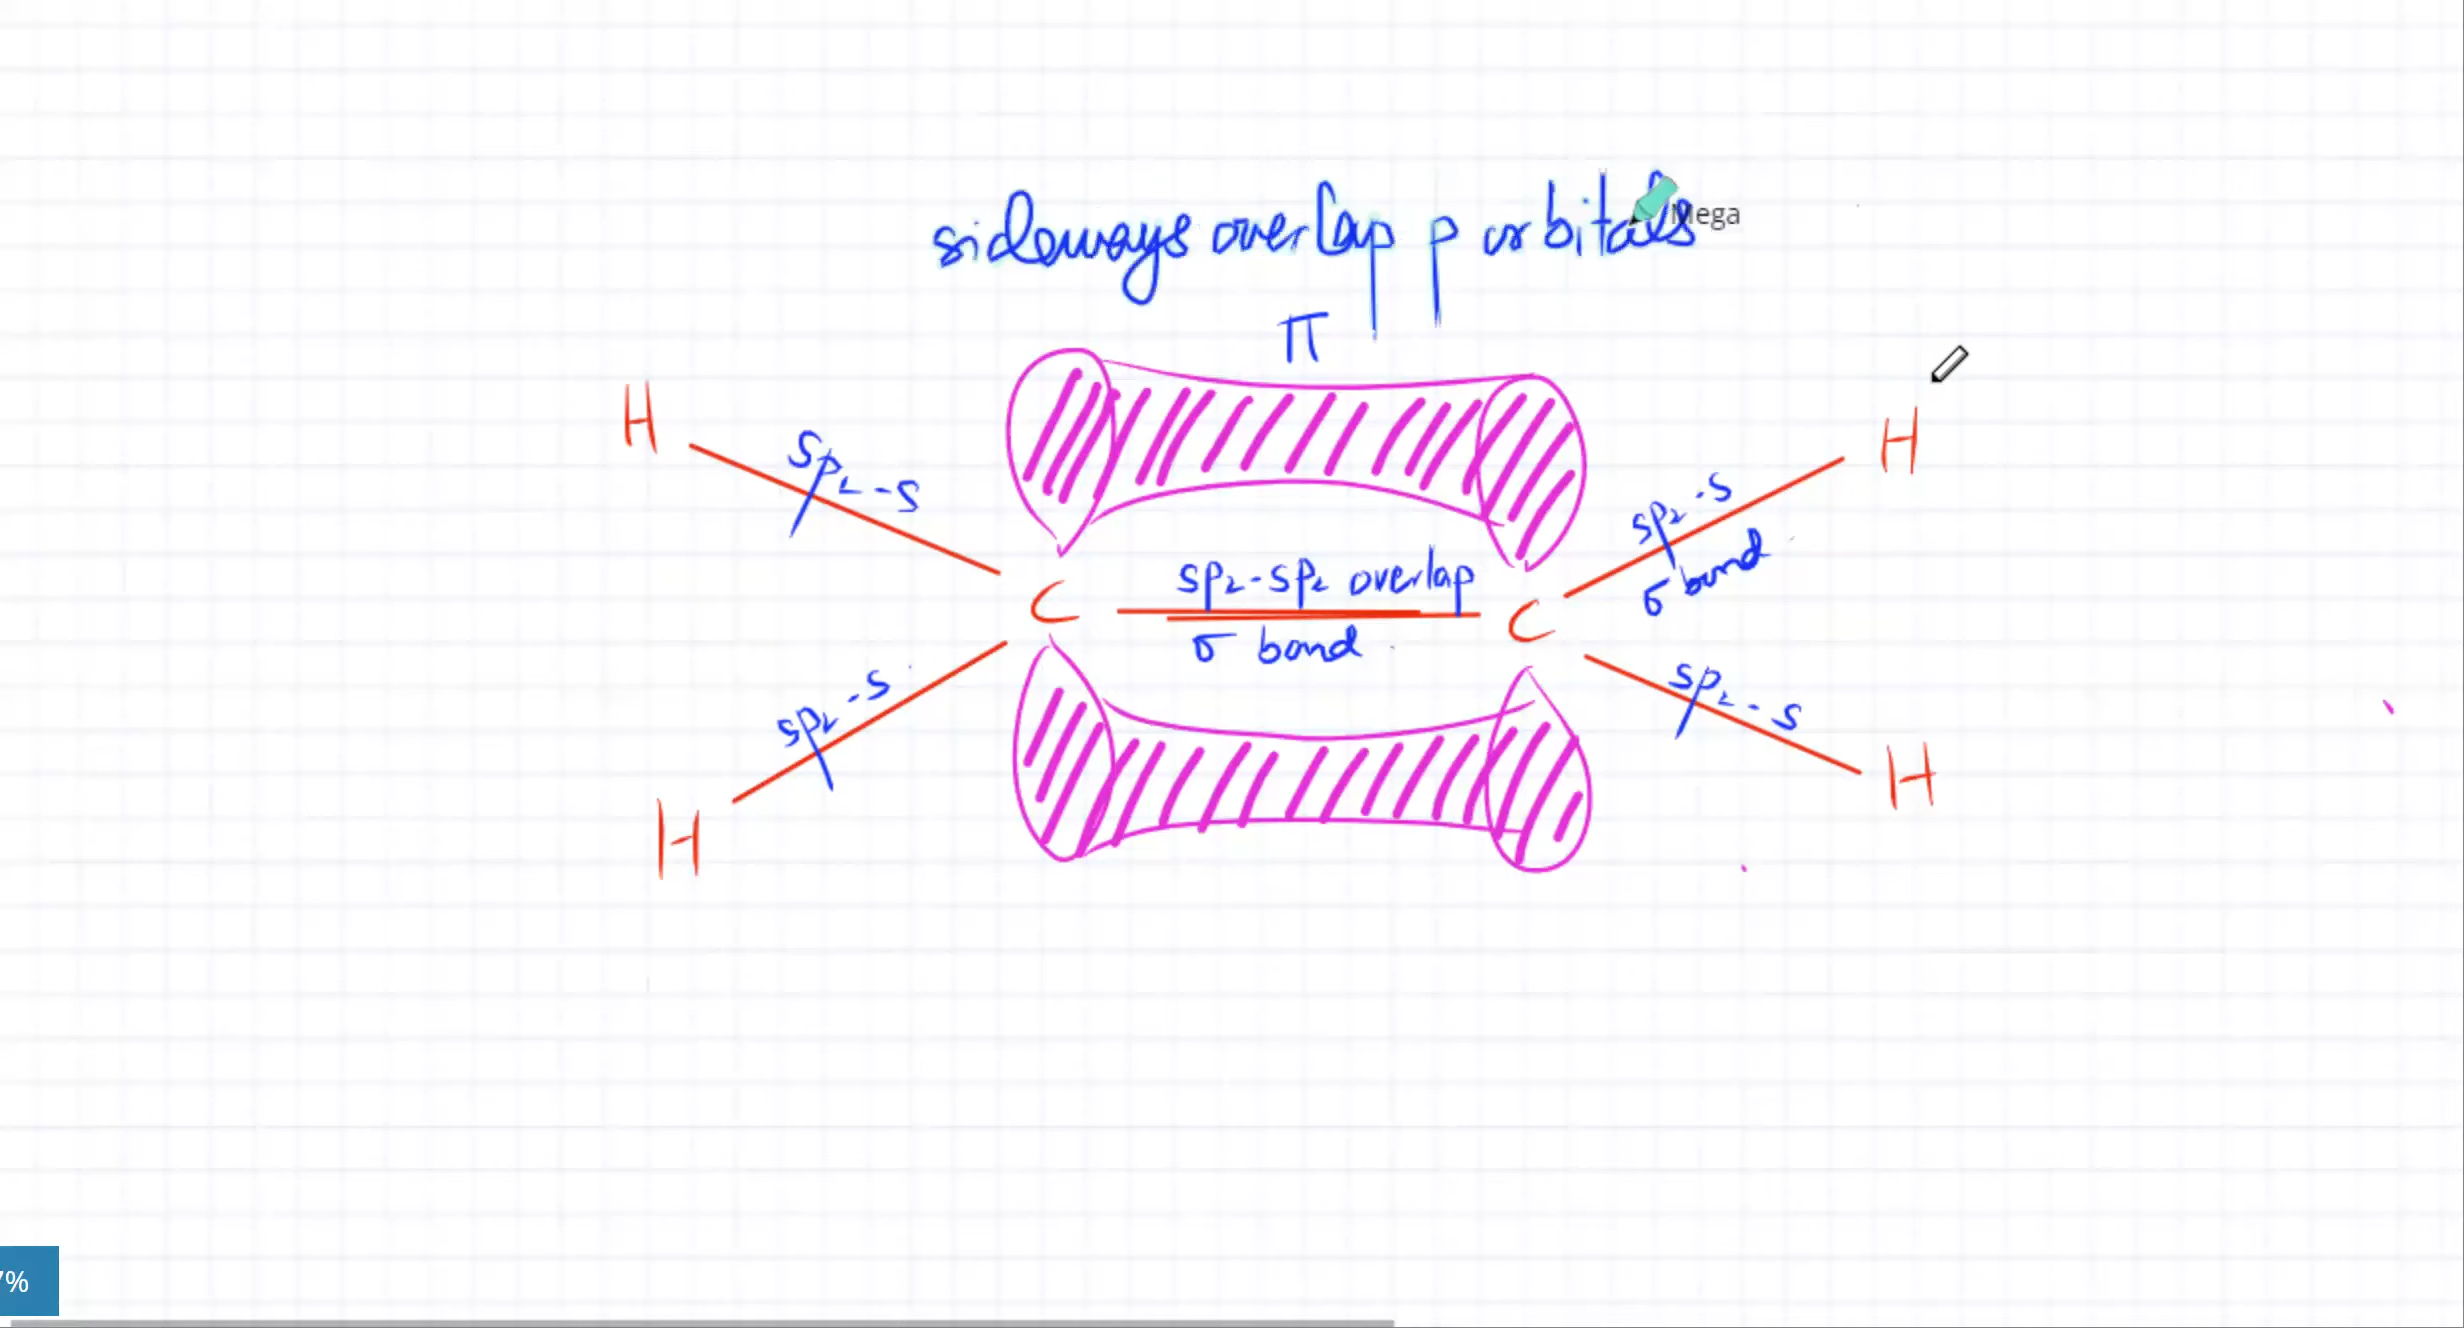 sideways overlap p orbitals
Mega
π
H
H
sp2-s
sp2-s
sp2-sp2 overlap
σ bond
C
C
σ bond
sp2-s
sp2-s
H
H
7%